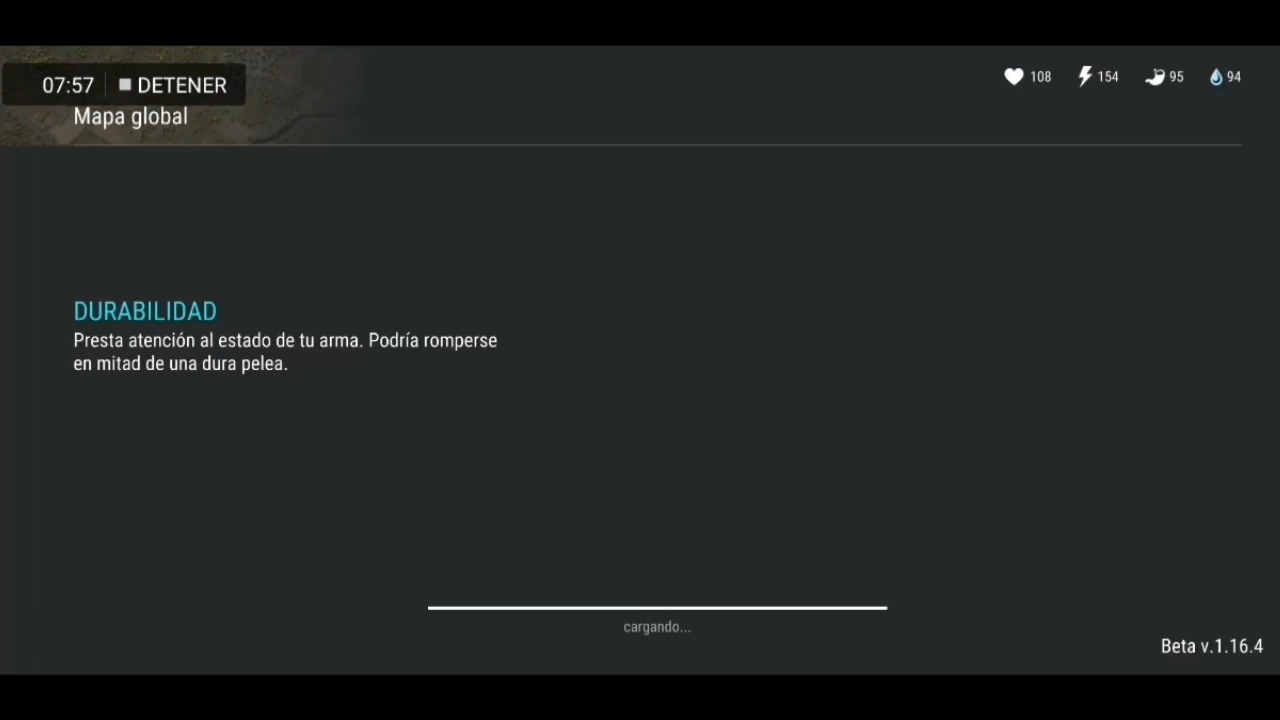 07:57 DETENER
108 154 95 94
Mapa global
DURABILIDAD
Presta atención al estado de tu arma. Podría romperse
en mitad de una dura pelea.
cargando...
Beta v.1.16.4